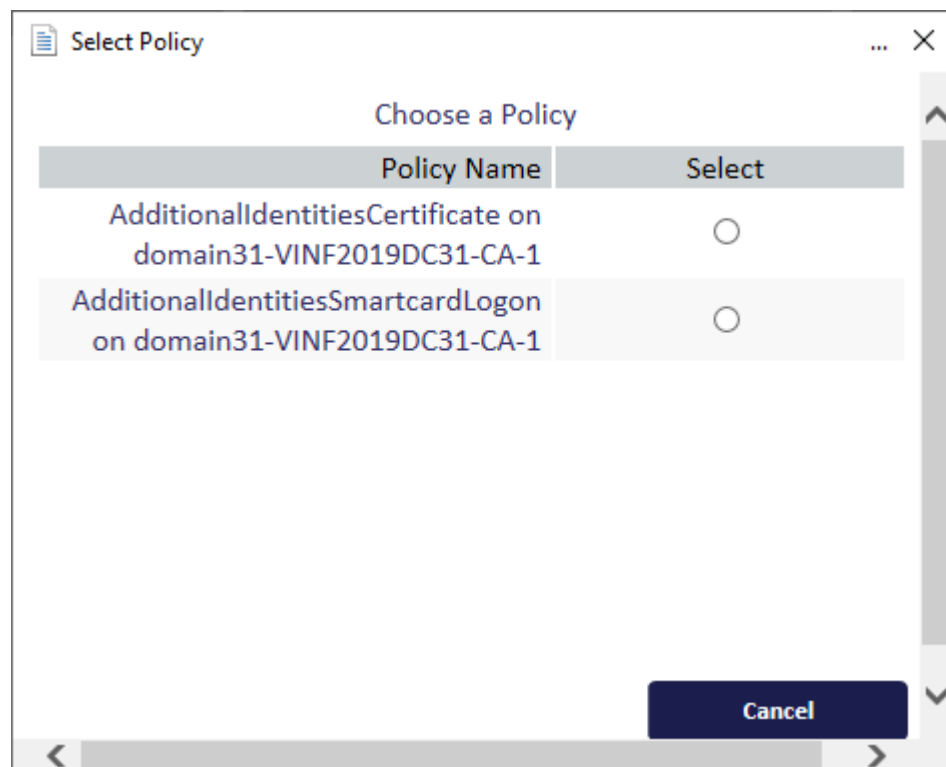 Select Policy ...
Choose a Policy
Policy Name Select
AdditionalIdentitiesCertificate on
domain31-VINF2019DC31-CA-1
AdditionalIdentitiesSmartcardLogon
on domain31-VINF2019DC31-CA-1
Cancel